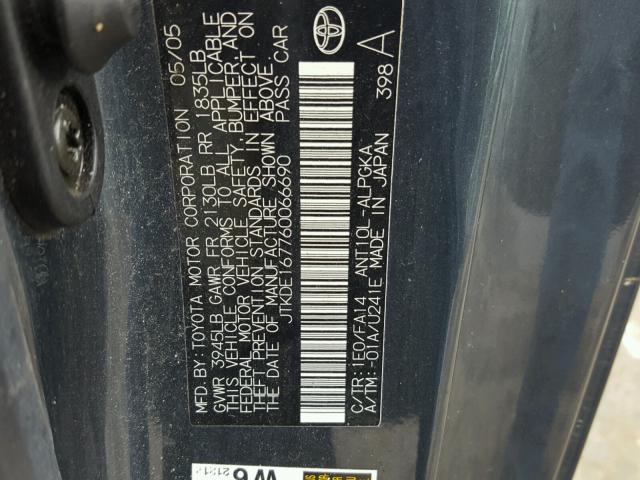 MFD.BY:TOYOTA MOTOR CORPORATION 05/05
GVWR 3945LB GAWR FR 2130LB RR 1835LB
THIS VEHICLE CONFORMS TO ALL APPLICABLE
FEDERAL MOTOR VEHICLE SAFETY, BUMPER, AND
THEFT PREVENTION STANDARDS IN EFFECT ON
THE DATE OF MANUFACTURE SHOWN ABOVE
JTKDE167760066690 PASS CAR
398 A
C/TR:1E0/FA14 ANT10L-ALPGKA
A/TM:-01A/U241E MADE IN JAPAN
W6